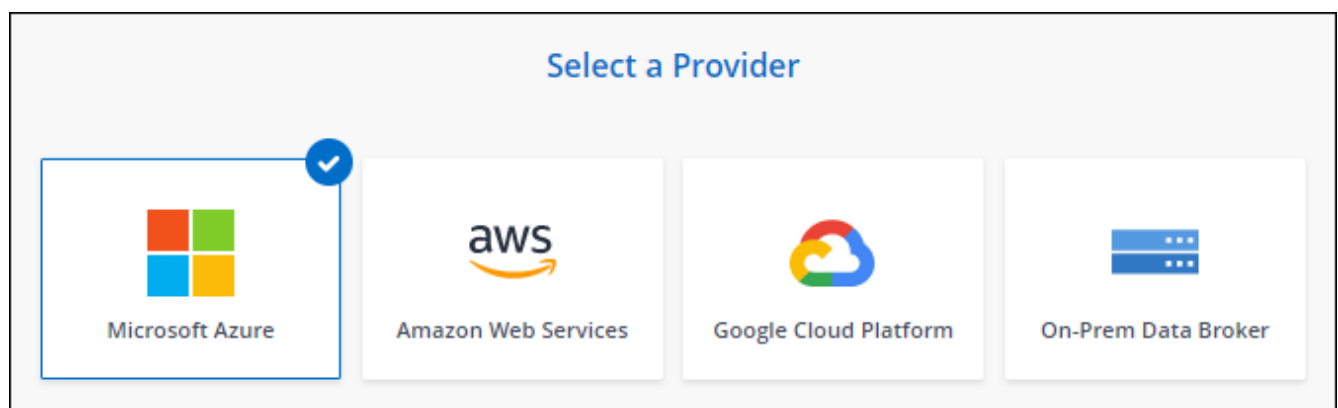 Select a Provider
aws
Microsoft Azure
Amazon Web Services
Google Cloud Platform
On-Prem Data Broker